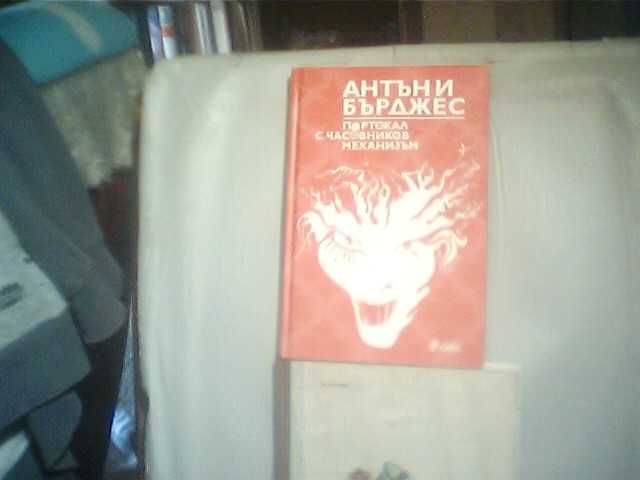 АНТЪНИ
БЪРДЖЕС
ПОРТОКАЛ
С ЧАСОВНИКОВ
МЕХАНИЗЪМ